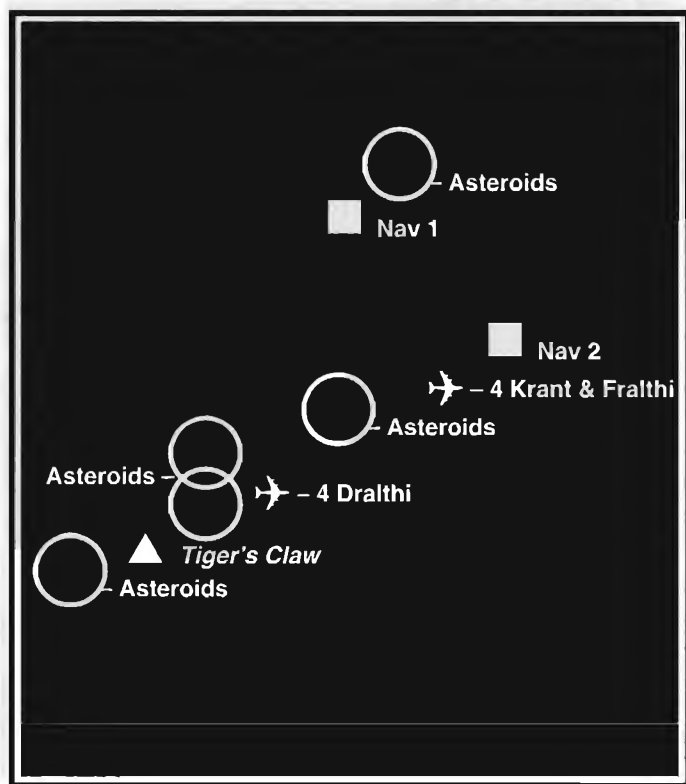 – Asteroids
Nav 1
Nav 2
– 4 Krant & Fralthi
– Asteroids
Asteroids –
– 4 Dralthi
Tiger's Claw
– Asteroids